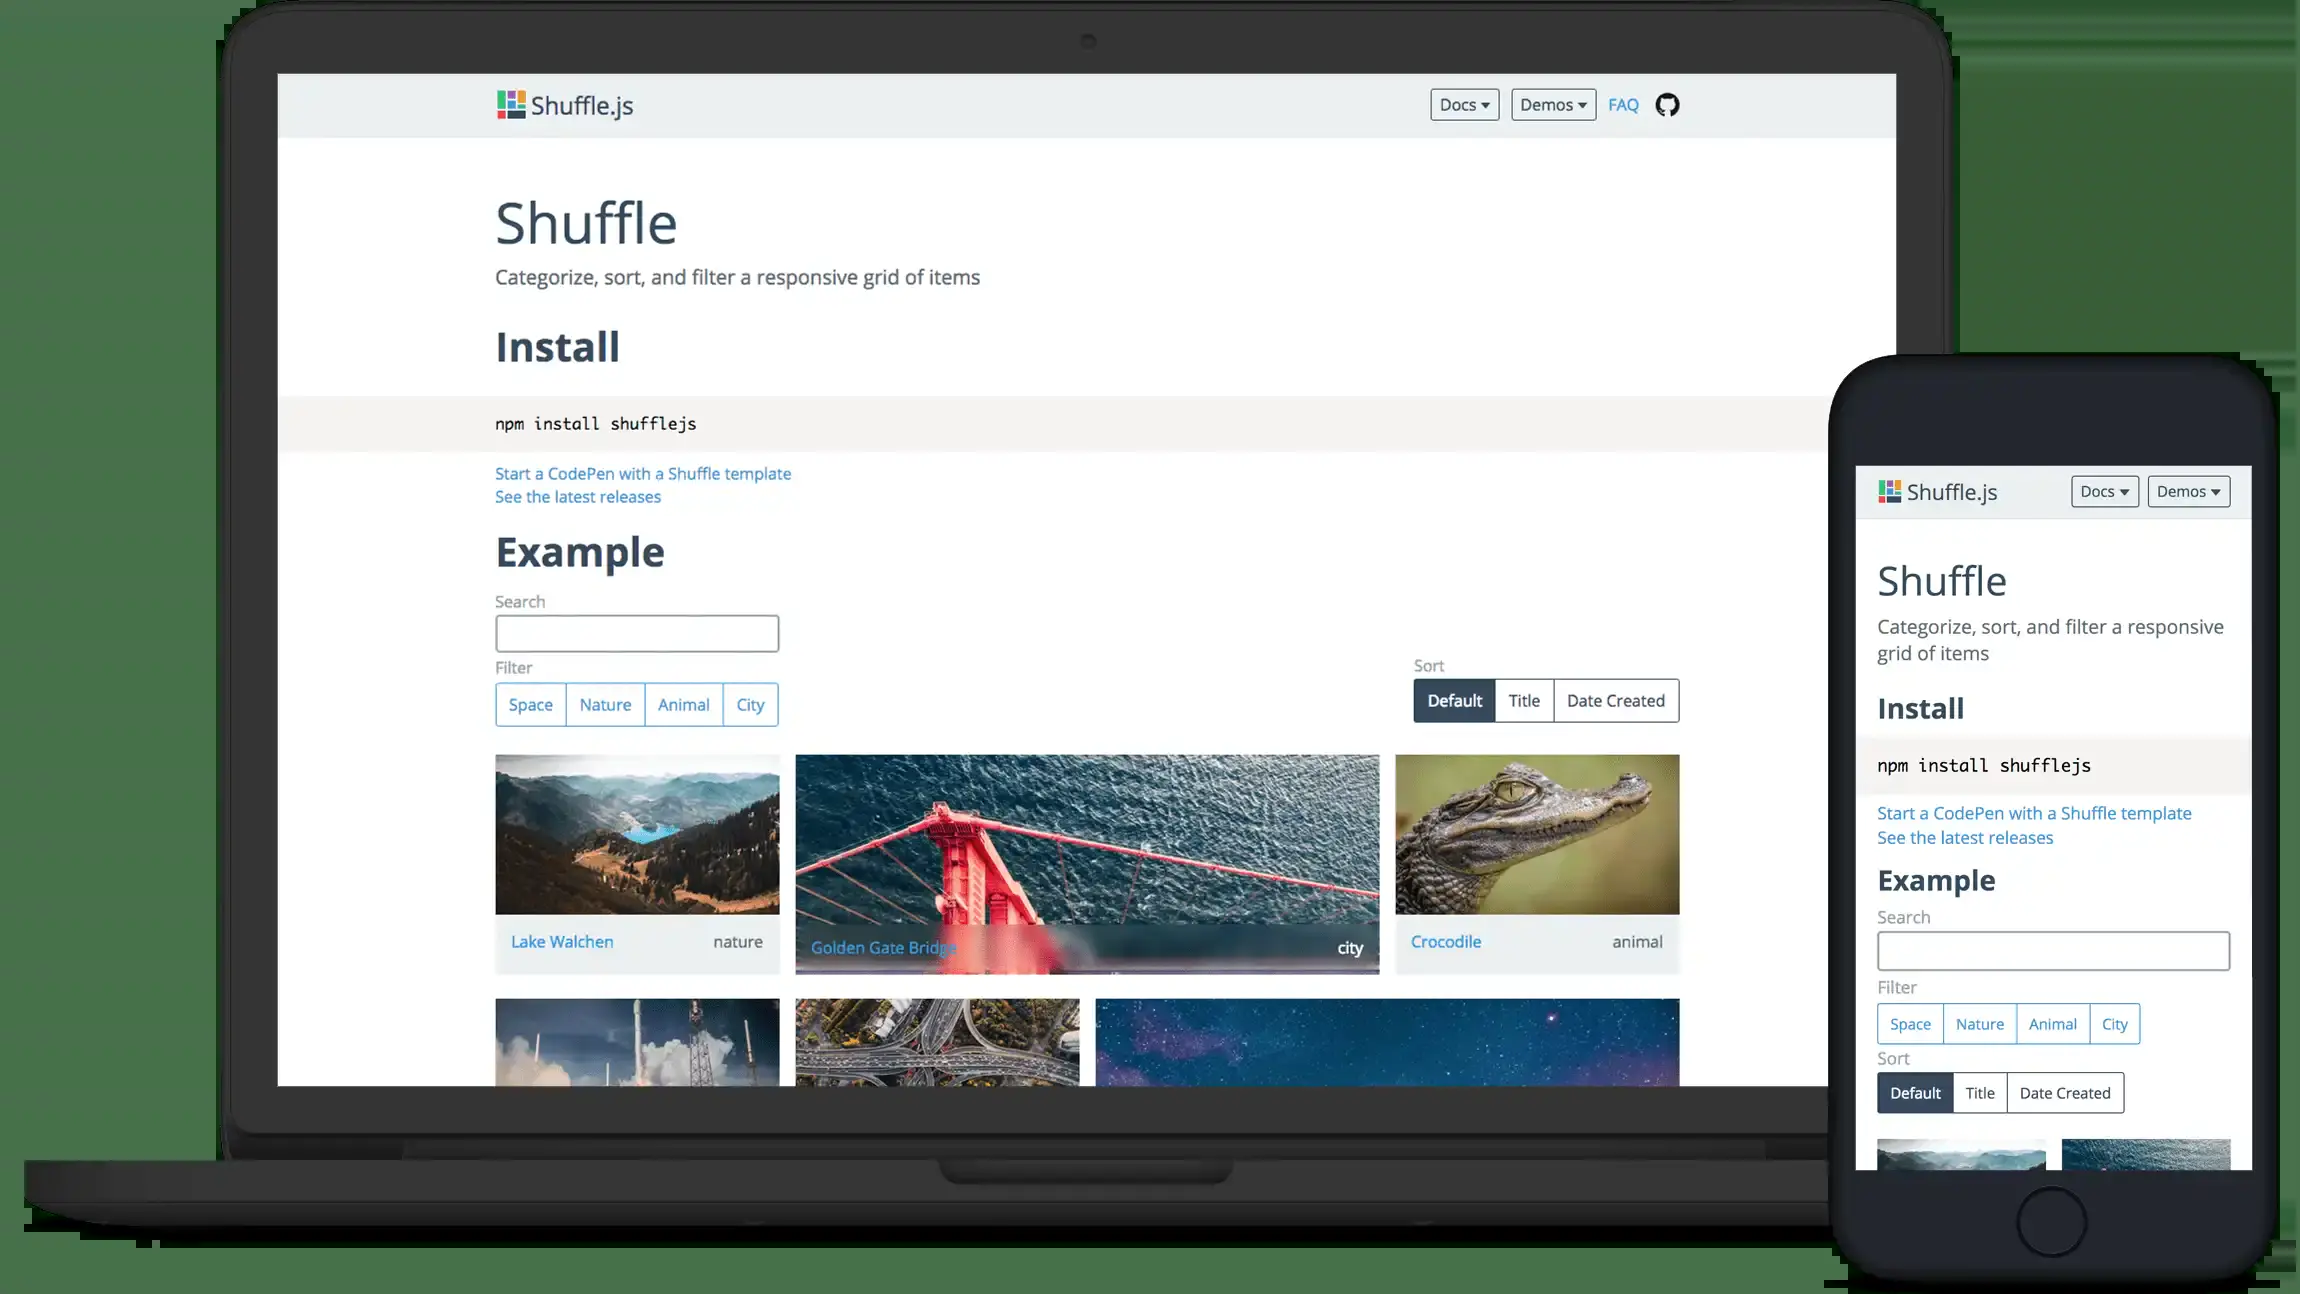 Shuffle.js
Docs Demos FAQ
Shuffle
Categorize, sort, and filter a responsive grid of items
Install
npm install shufflejs
Start a CodePen with a Shuffle template
See the latest releases
Example
Search
Filter
Space Nature Animal City
Sort
Default Title Date Created
Lake Walchen nature
Golden Gate Bridge city
Crocodile animal
Shuffle.js
Docs Demos
Shuffle
Categorize, sort, and filter a responsive
grid of items
Install
npm install shufflejs
Start a CodePen with a Shuffle template
See the latest releases
Example
Search
Filter
Space Nature Animal City
Sort
Default Title Date Created